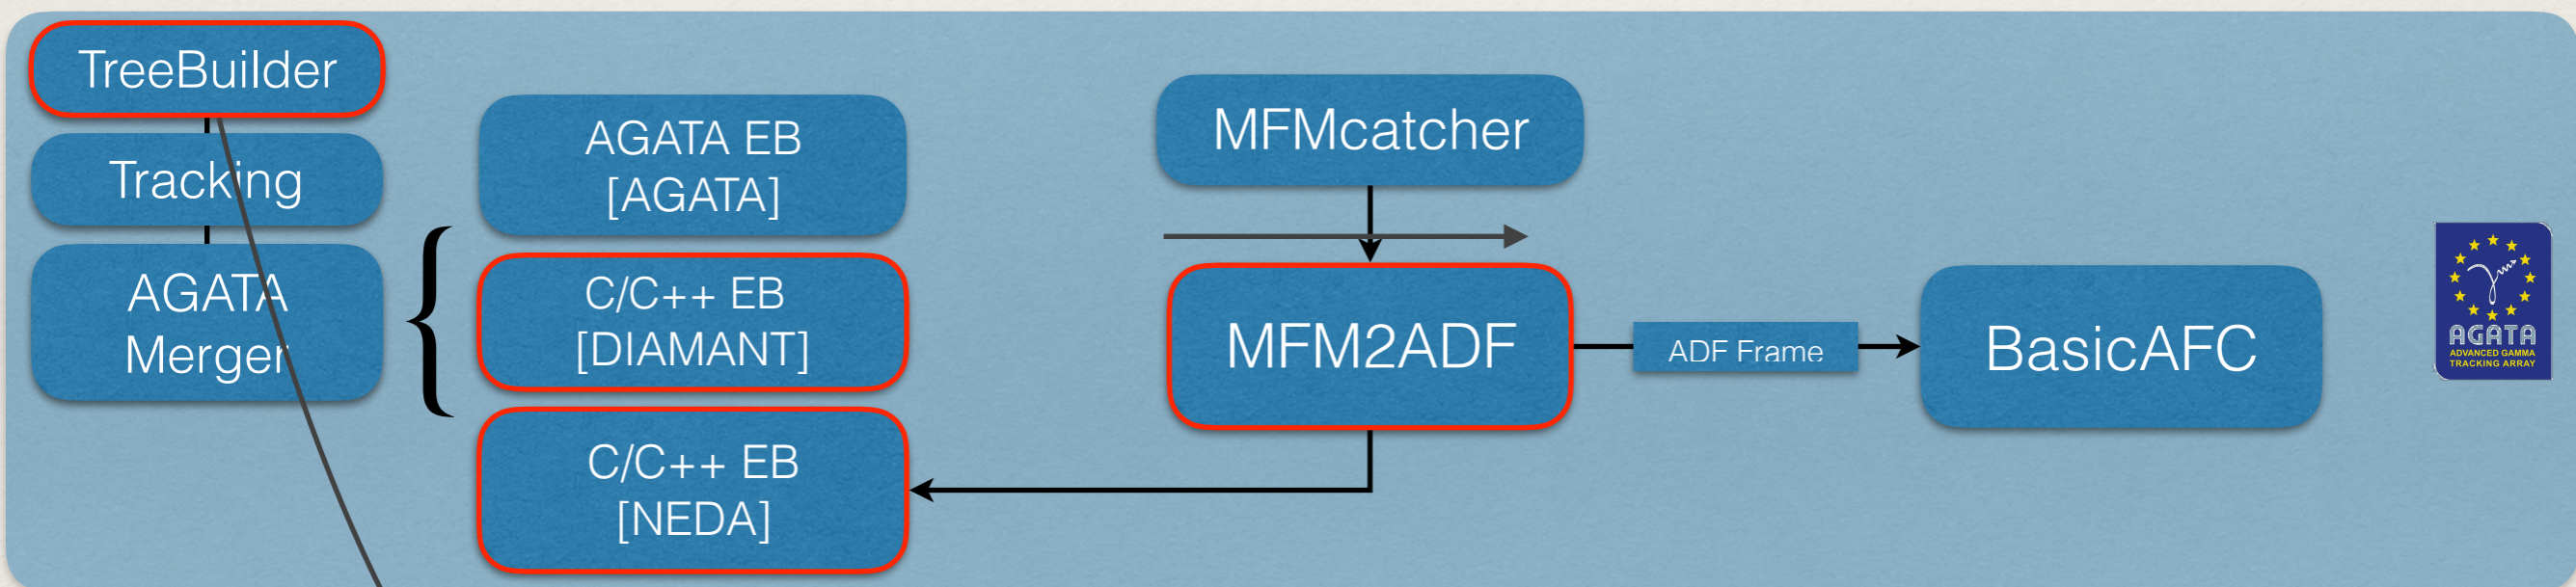 TreeBuilder
Tracking
AGATA
Merger
AGATA EB
[AGATA]
C/C++ EB
[DIAMANT]
C/C++ EB
[NEDA]
MFMcatcher
MFM2ADF
ADF Frame
BasicAFC
AGATA
ADVANCED GAMMA
TRACKING ARRAY